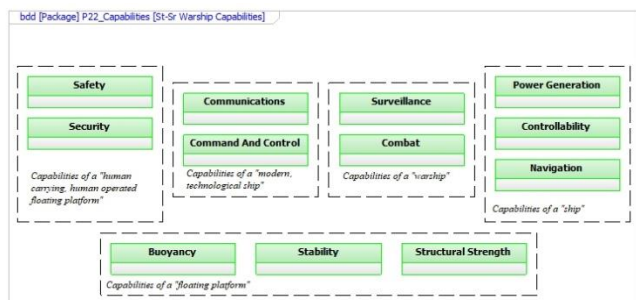 bdd [Package] P22_Capabilities [St-Sr Warship Capabilities]
Safety
Security
Capabilities of a "human
carrying, human operated
floating platform"
Communications
Command And Control
Capabilities of a "modern,
technological ship"
Surveillance
Combat
Capabilities of a "warship"
Power Generation
Controllability
Navigation
Capabilities of a "ship"
Buoyancy
Stability
Structural Strength
Capabilities of a "floating platform"